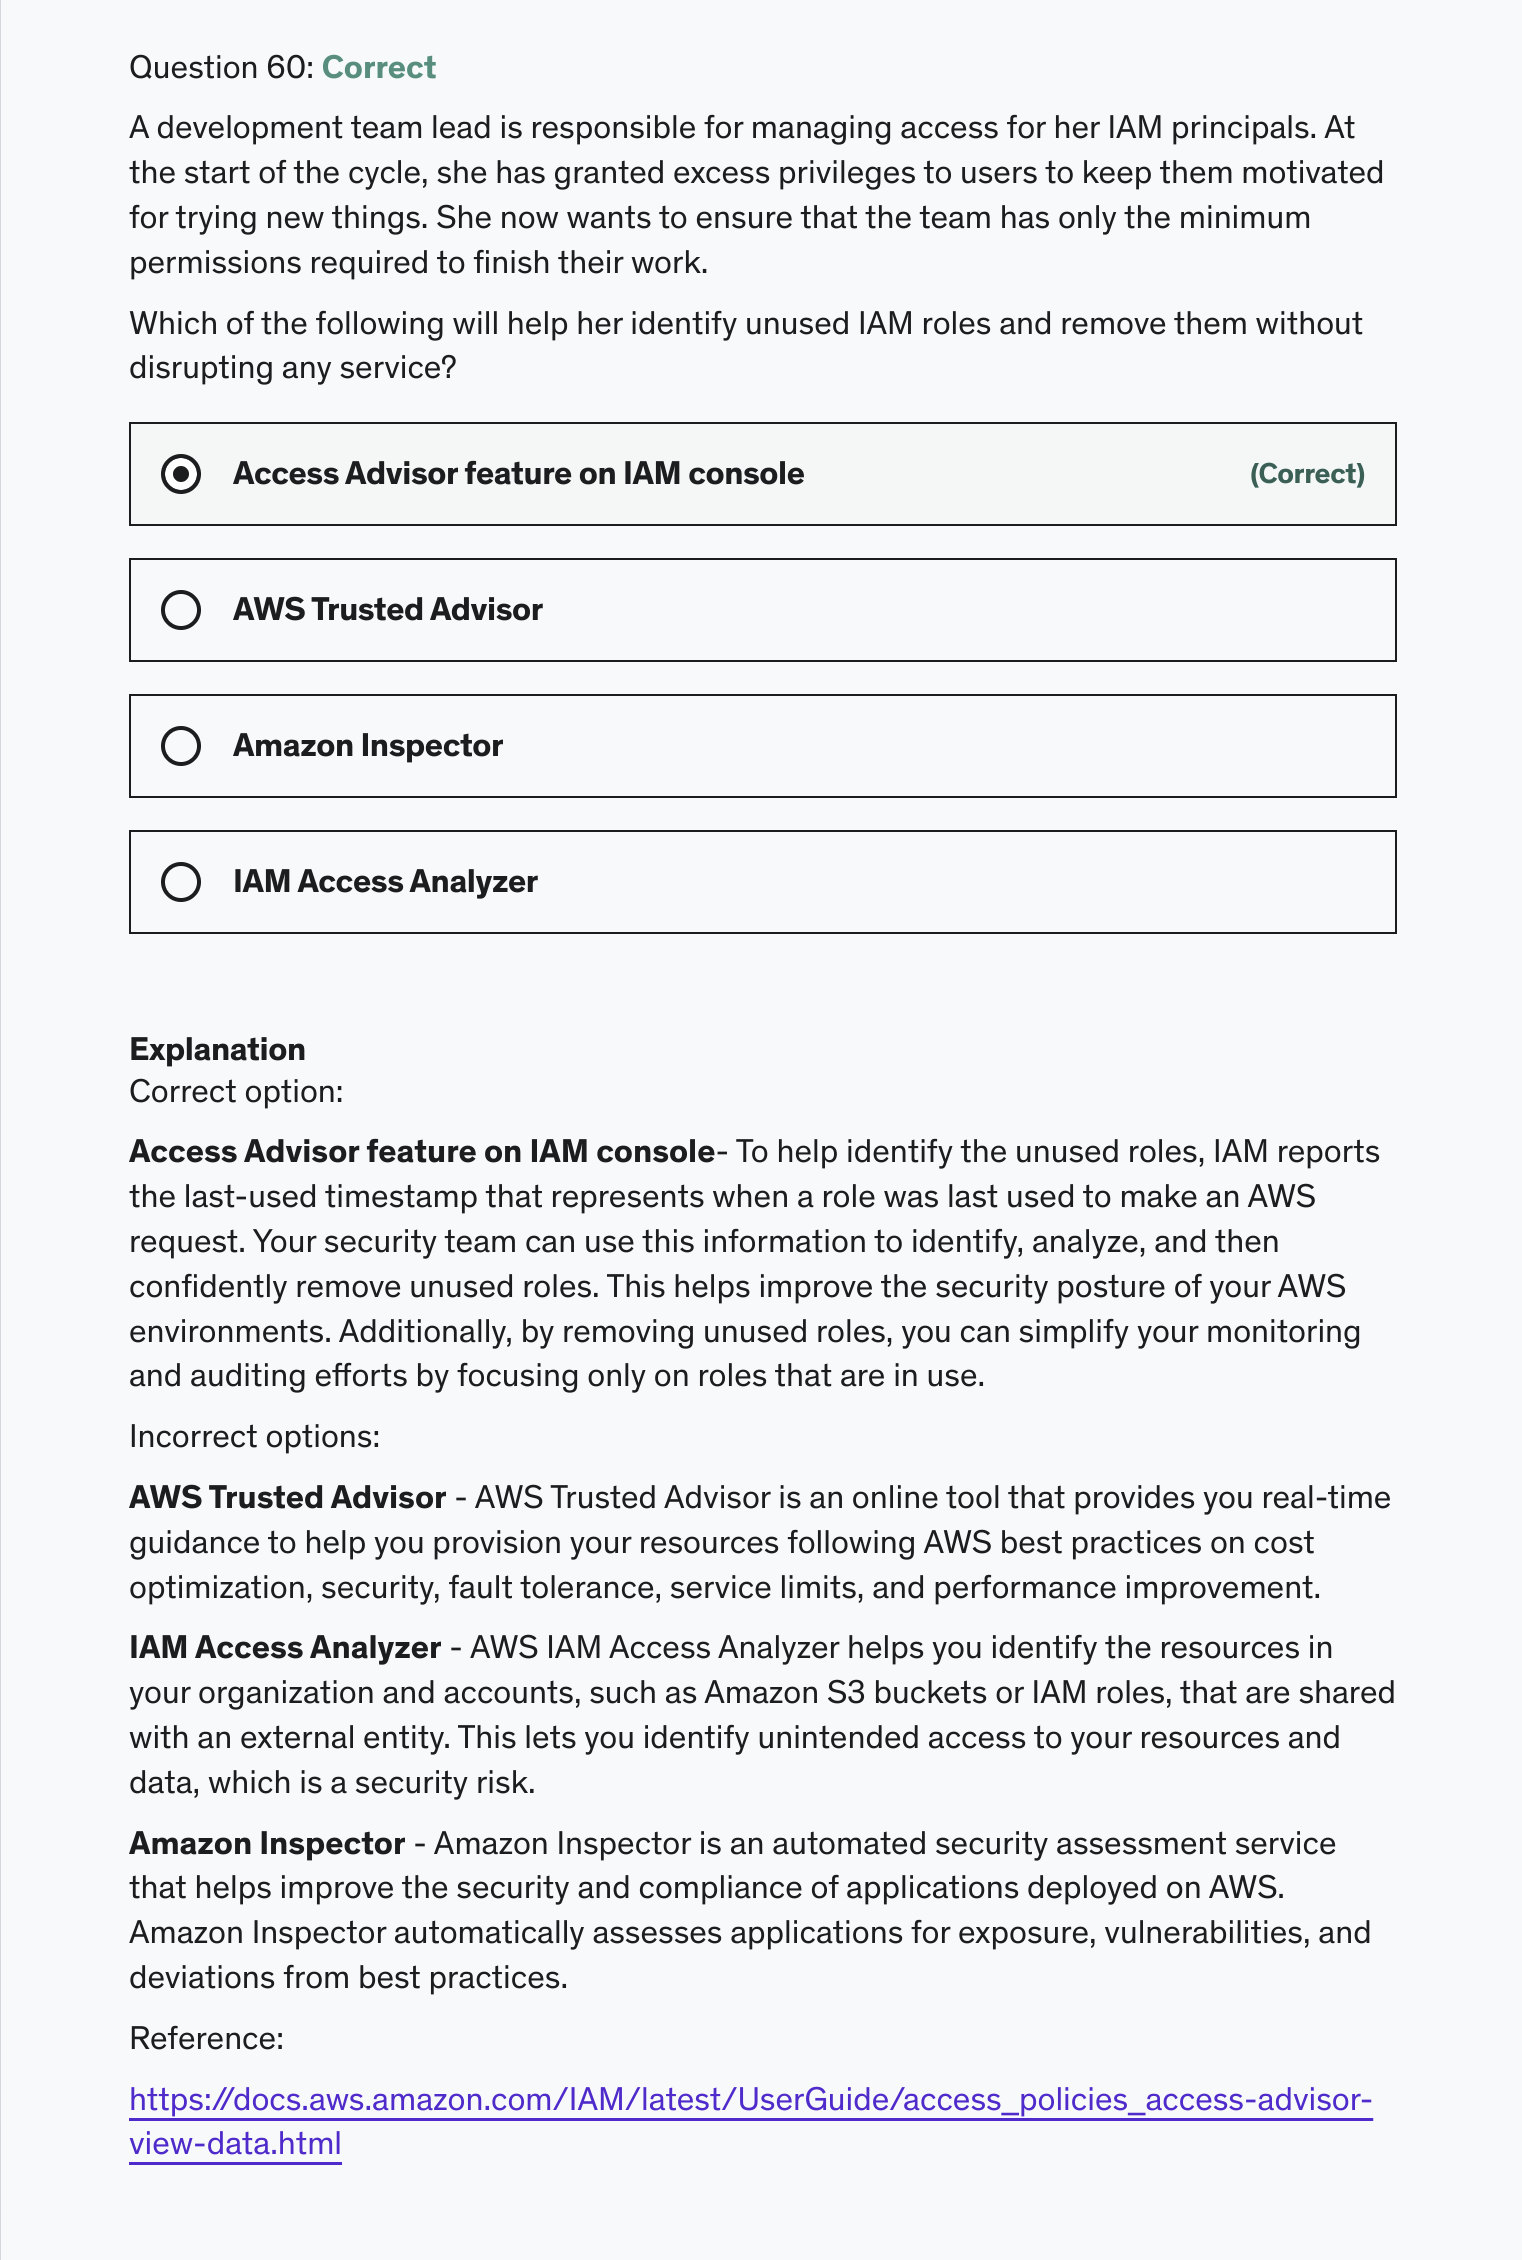 Question 60: Correct
A development team lead is responsible for managing access for her IAM principals. At
the start of the cycle, she has granted excess privileges to users to keep them motivated
for trying new things. She now wants to ensure that the team has only the minimum
permissions required to finish their work.
Which of the following will help her identify unused IAM roles and remove them without
disrupting any service?
Access Advisor feature on IAM console (Correct)
AWS Trusted Advisor
Amazon Inspector
IAM Access Analyzer
Explanation
Correct option:
Access Advisor feature on IAM console- To help identify the unused roles, IAM reports
the last-used timestamp that represents when a role was last used to make an AWS
request. Your security team can use this information to identify, analyze, and then
confidently remove unused roles. This helps improve the security posture of your AWS
environments. Additionally, by removing unused roles, you can simplify your monitoring
and auditing efforts by focusing only on roles that are in use.
Incorrect options:
AWS Trusted Advisor - AWS Trusted Advisor is an online tool that provides you real-time
guidance to help you provision your resources following AWS best practices on cost
optimization, security, fault tolerance, service limits, and performance improvement.
IAM Access Analyzer - AWS IAM Access Analyzer helps you identify the resources in
your organization and accounts, such as Amazon S3 buckets or IAM roles, that are shared
with an external entity. This lets you identify unintended access to your resources and
data, which is a security risk.
Amazon Inspector - Amazon Inspector is an automated security assessment service
that helps improve the security and compliance of applications deployed on AWS.
Amazon Inspector automatically assesses applications for exposure, vulnerabilities, and
deviations from best practices.
Reference:
https://docs.aws.amazon.com/IAM/latest/UserGuide/access_policies_access-advisor-
view-data.html